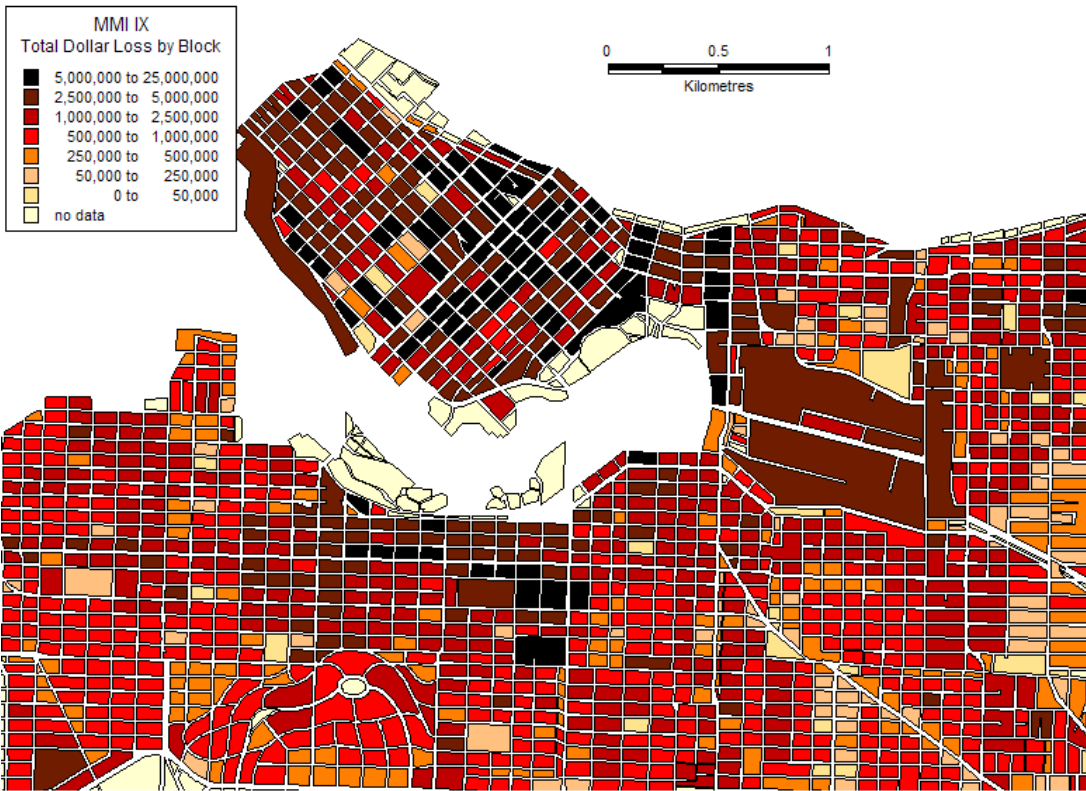 MMI IX
Total Dollar Loss by Block
5,000,000 to 25,000,000
2,500,000 to 5,000,000
1,000,000 to 2,500,000
500,000 to 1,000,000
250,000 to 500,000
50,000 to 250,000
0 to 50,000
no data
0 0.5 1
Kilometres